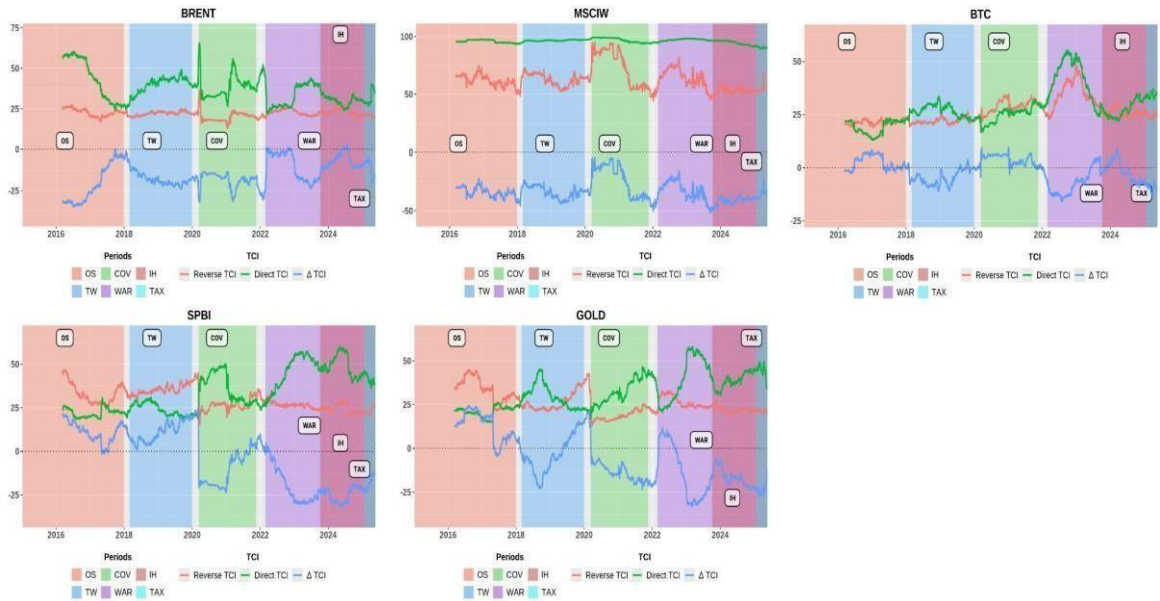 BRENT
75
50
25
0
-25
OS
TW
COV
WAR
IH
TAX
2016 2018 2020 2022 2024
Periods TCI
OS COV IH Reverse TCI Direct TCI Δ TCI
TW WAR TAX
MSCIW
100
50
0
-50
OS TW COV WAR IH
TAX
2016 2018 2020 2022 2024
Periods TCI
OS COV IH Reverse TCI Direct TCI Δ TCI
TW WAR TAX
BTC
50
25
0
-25
OS TW COV IH
WAR TAX
2016 2018 2020 2022 2024
Periods TCI
OS COV IH Reverse TCI Direct TCI Δ TCI
TW WAR TAX
SPBI
50
25
0
-25
OS TW COV
WAR
IH
TAX
2016 2018 2020 2022 2024
Periods TCI
OS COV IH Reverse TCI Direct TCI Δ TCI
TW WAR TAX
GOLD
50
25
0
-25
OS TW COV TAX
WAR
IH
2016 2018 2020 2022 2024
Periods TCI
OS COV IH Reverse TCI Direct TCI Δ TCI
TW WAR TAX